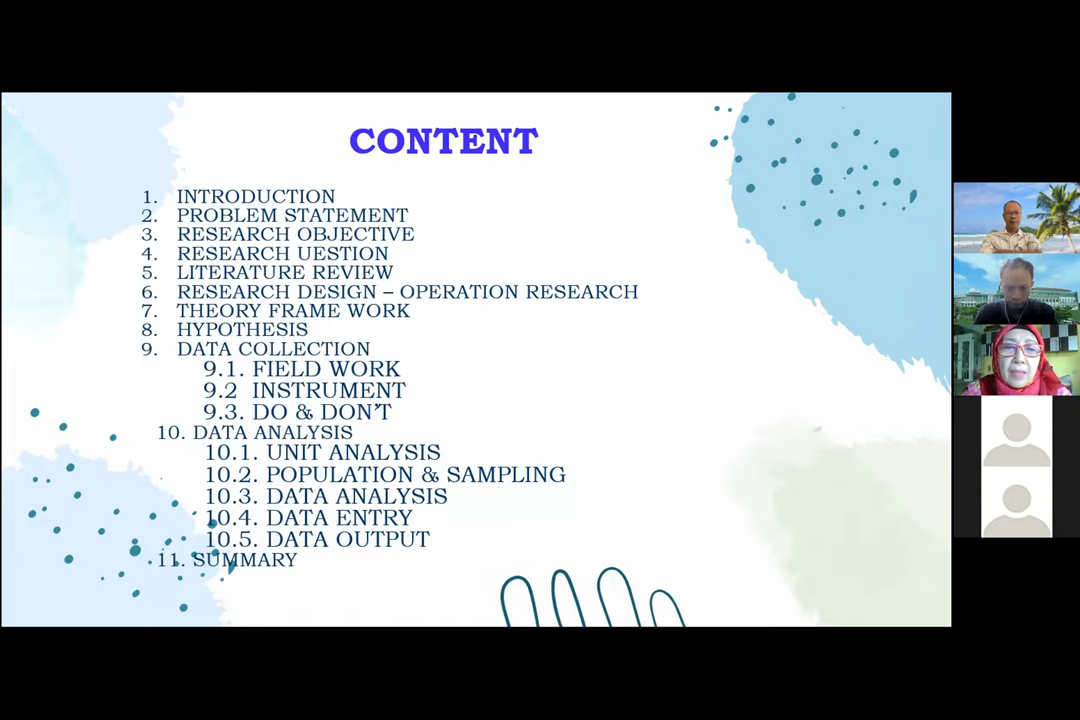 CONTENT
1. INTRODUCTION
2. PROBLEM STATEMENT
3. RESEARCH OBJECTIVE
4. RESEARCH UESTION
5. LITERATURE REVIEW
6. RESEARCH DESIGN – OPERATION RESEARCH
7. THEORY FRAME WORK
8. HYPOTHESIS
9. DATA COLLECTION
9.1. FIELD WORK
9.2 INSTRUMENT
9.3. DO & DON'T
10. DATA ANALYSIS
10.1. UNIT ANALYSIS
10.2. POPULATION & SAMPLING
10.3. DATA ANALYSIS
10.4. DATA ENTRY
10.5. DATA OUTPUT
11. SUMMARY